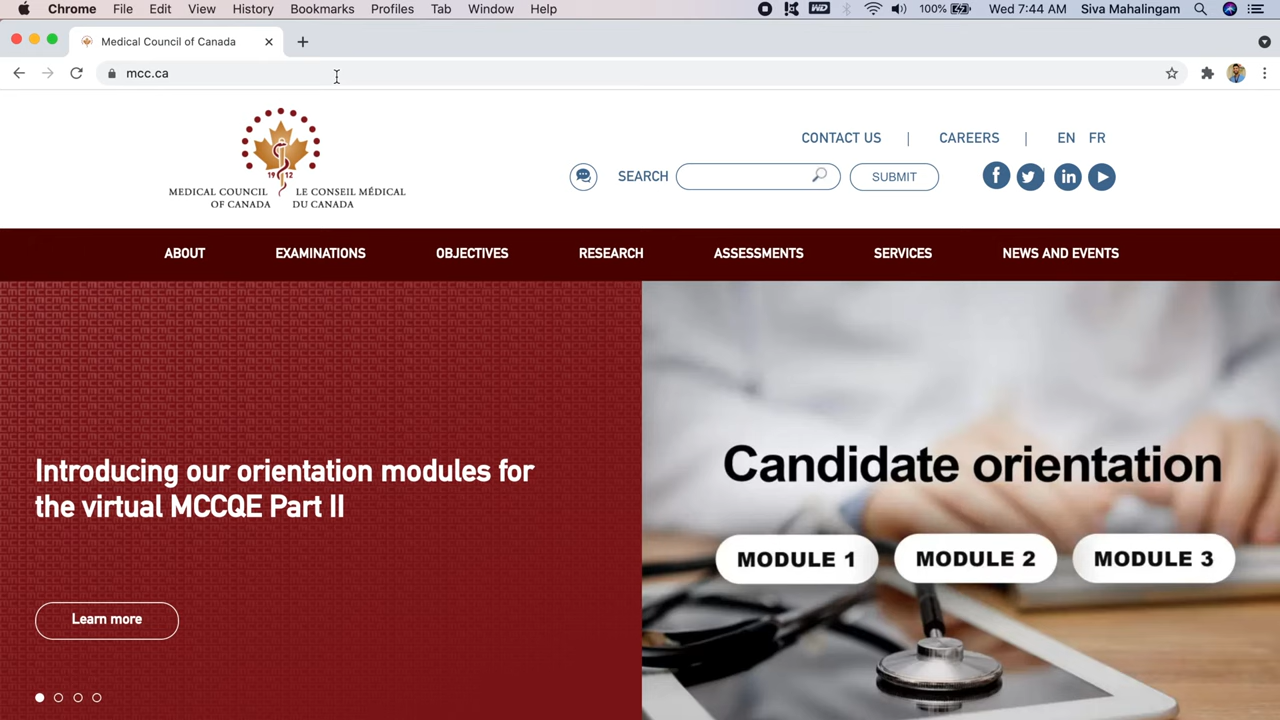 Chrome File Edit View History Bookmarks Profiles Tab Window Help WD 100% Wed 7:44 AM Siva Mahalingam
Medical Council of Canada
mcc.ca
CONTACT US | CAREERS | EN FR
19 12
MEDICAL COUNCIL OF CANADA
LE CONSEIL MÉDICAL DU CANADA
SEARCH SUBMIT
ABOUT EXAMINATIONS OBJECTIVES RESEARCH ASSESSMENTS SERVICES NEWS AND EVENTS
Introducing our orientation modules for
the virtual MCCQE Part II
Learn more
Candidate orientation
MODULE 1 MODULE 2 MODULE 3